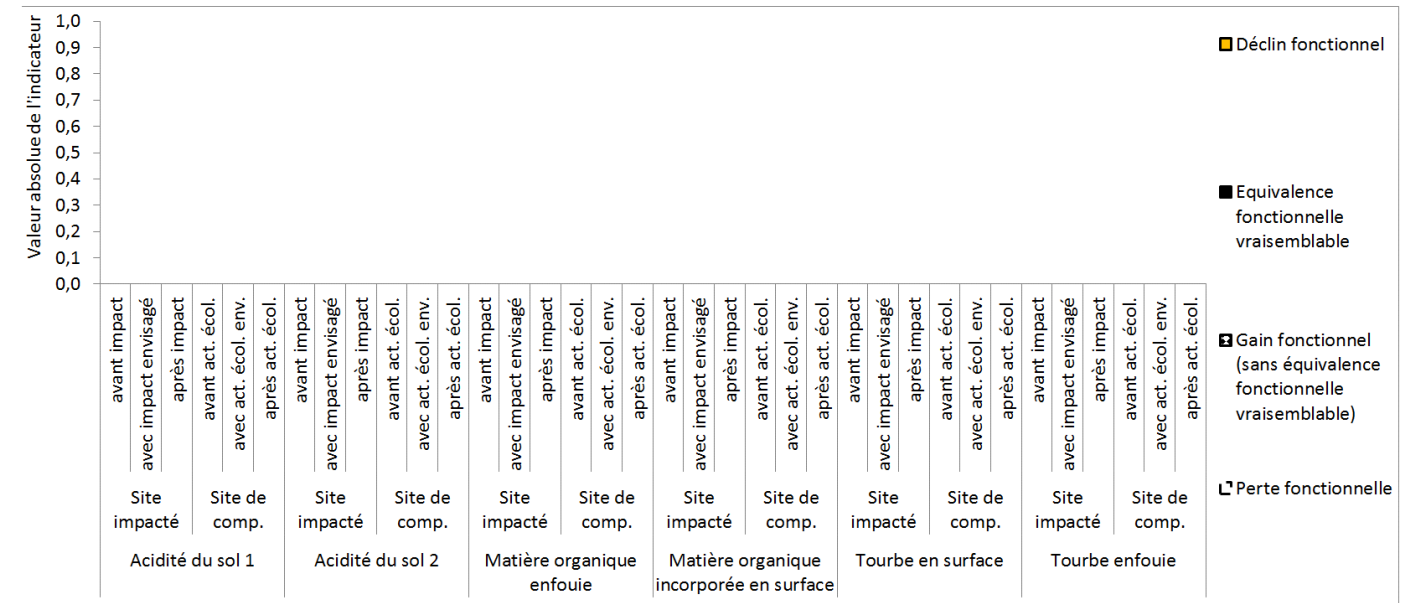 Valeur absolue de l'indicateur
1,0
0,9
0,8
0,7
0,6
0,5
0,4
0,3
0,2
0,1
0,0
avant impact
avec impact envisagé
après impact
avant act. écol.
avec act. écol. env.
après act. écol.
avant impact
avec impact envisagé
après impact
avant act. écol.
avec act. écol. env.
après act. écol.
avant impact
avec impact envisagé
après impact
avant act. écol.
avec act. écol. env.
après act. écol.
avant impact
avec impact envisagé
après impact
avant act. écol.
avec act. écol. env.
après act. écol.
avant impact
avec impact envisagé
après impact
avant act. écol.
avec act. écol. env.
après act. écol.
avant impact
avec impact envisagé
après impact
avant act. écol.
avec act. écol. env.
après act. écol.
Site
impacté
Site de
comp.
Site
impacté
Site de
comp.
Site
impacté
Site de
comp.
Site
impacté
Site de
comp.
Site
impacté
Site de
comp.
Site
impacté
Site de
comp.
Acidité du sol 1
Acidité du sol 2
Matière organique
enfouie
Matière organique
incorporée en surface
Tourbe en surface
Tourbe enfouie
Déclin fonctionnel
Equivalence
fonctionnelle
vraisemblable
Gain fonctionnel
(sans équivalence
fonctionnelle
vraisemblable)
Perte fonctionnelle